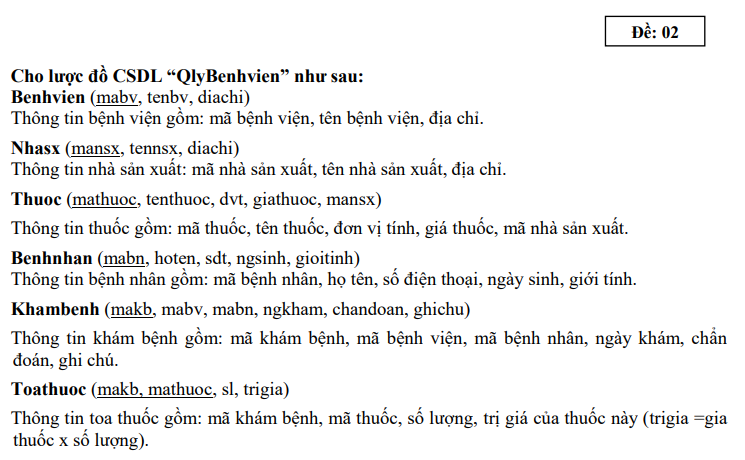 Đề: 02
Cho lược đồ CSDL “QlyBenhvien” như sau:
Benhvien (mabv, tenbv, diachi)
Thông tin bệnh viện gồm: mã bệnh viện, tên bệnh viện, địa chỉ.
Nhasx (mansx, tennsx, diachi)
Thông tin nhà sản xuất: mã nhà sản xuất, tên nhà sản xuất, địa chỉ.
Thuoc (mathuoc, tenthuoc, dvt, giathuoc, mansx)
Thông tin thuốc gồm: mã thuốc, tên thuốc, đơn vị tính, giá thuốc, mã nhà sản xuất.
Benhnhan (mabn, hoten, sdt, ngsinh, gioitinh)
Thông tin bệnh nhân gồm: mã bệnh nhân, họ tên, số điện thoại, ngày sinh, giới tính.
Khambenh (makb, mabv, mabn, ngkham, chandoan, ghichu)
Thông tin khám bệnh gồm: mã khám bệnh, mã bệnh viện, mã bệnh nhân, ngày khám, chẩn
đoán, ghi chú.
Toathuoc (makb, mathuoc, sl, trigia)
Thông tin toa thuốc gồm: mã khám bệnh, mã thuốc, số lượng, trị giá của thuốc này (trigia =gia
thuốc x số lượng).